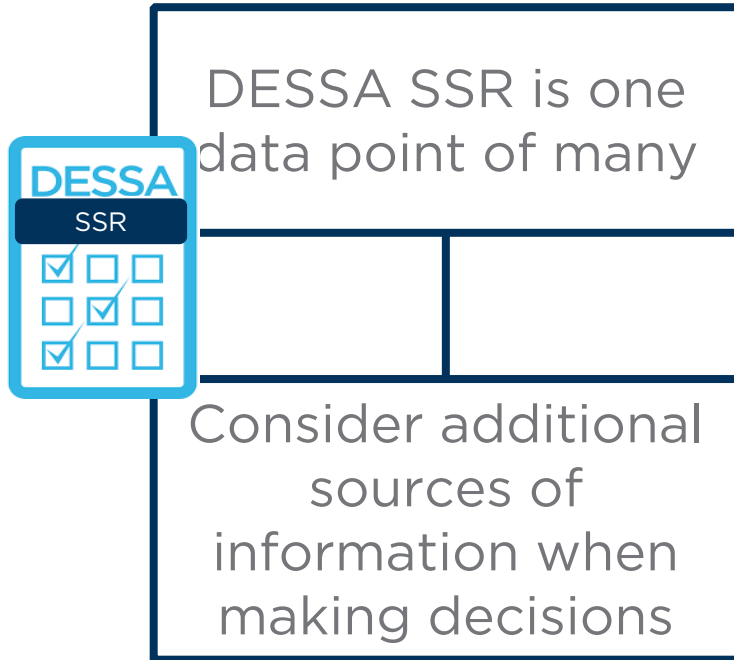 DESSA SSR is one
data point of many
DESSA
SSR
Consider additional
sources of
information when
making decisions